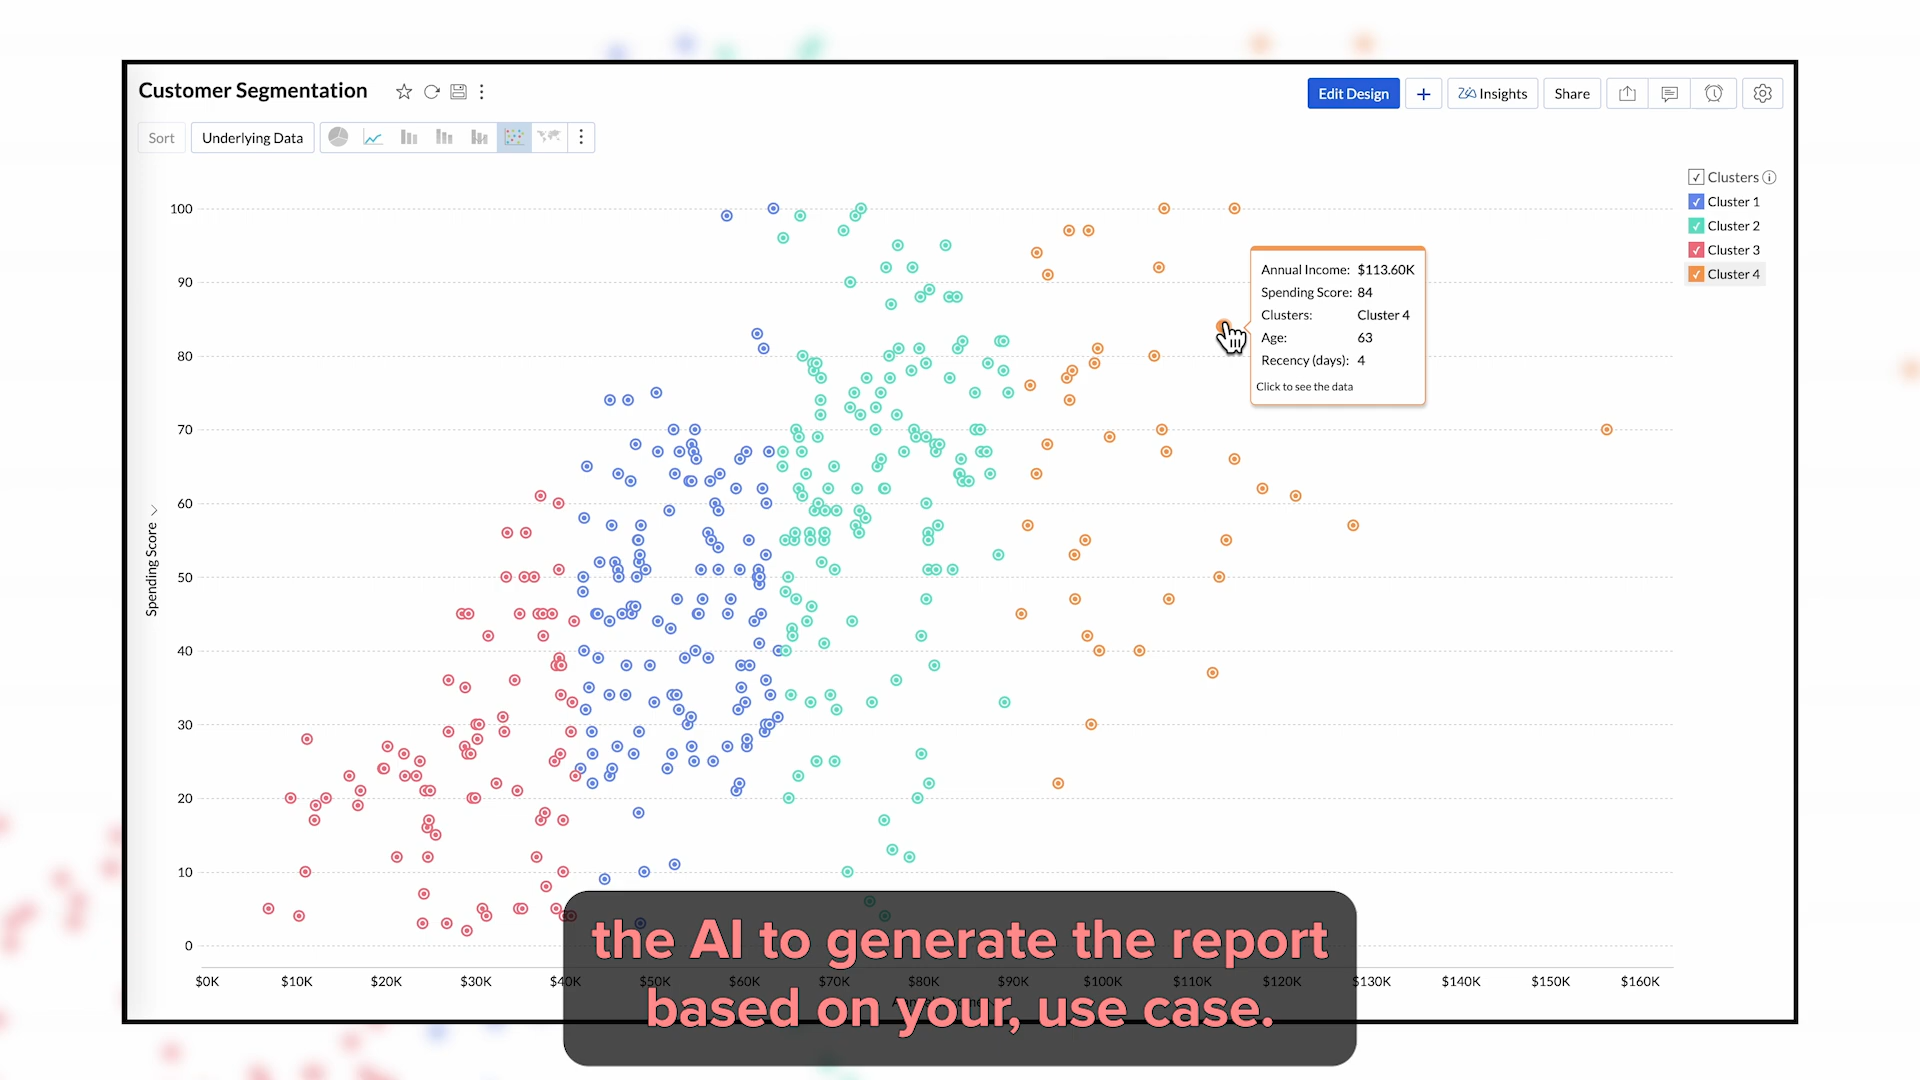 Customer Segmentation
Edit Design
Insights
Share
Sort
Underlying Data
Clusters
Cluster 1
Cluster 2
Cluster 3
Cluster 4
100
90
80
70
60
50
40
30
20
10
0
Spending Score
Annual Income: $113.60K
Spending Score: 84
Clusters: Cluster 4
Age: 63
Recency (days): 4
Click to see the data
$0K $10K $20K $30K $40K $50K $60K $70K $80K $90K $100K $110K $120K $130K $140K $150K $160K
the AI to generate the report
based on your, use case.